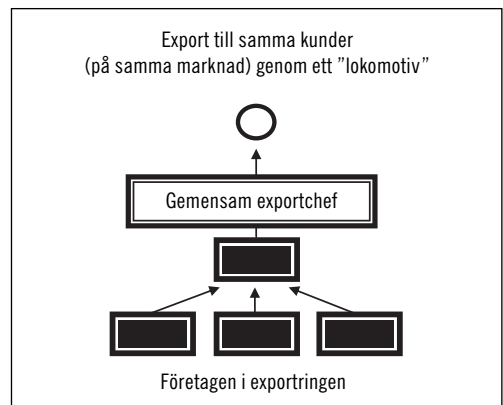 Export till samma kunder
(på samma marknad) genom ett ”lokomotiv”
Gemensam exportchef
Företagen i exportringen